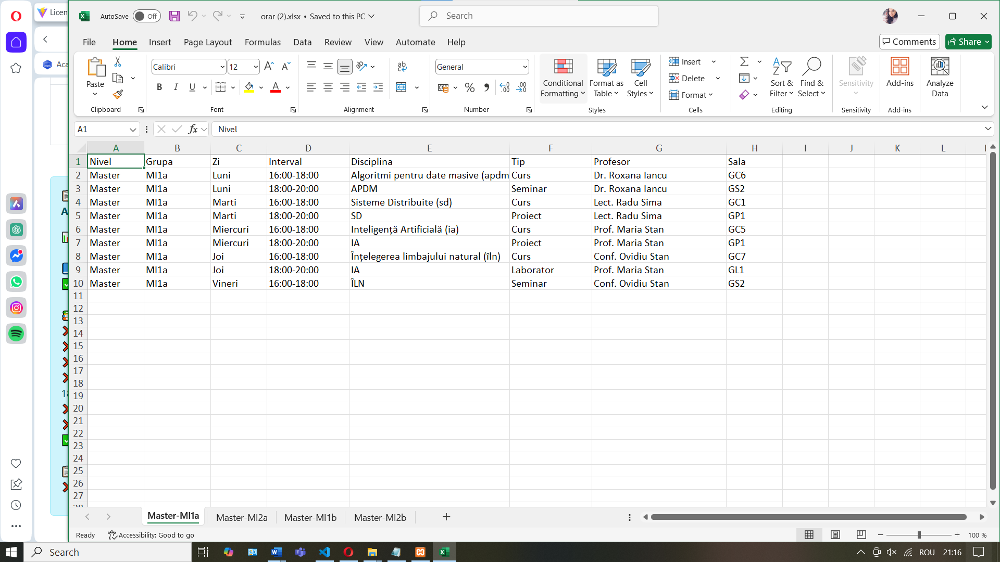 Licen
AutoSave Off orar (2).xlsx • Saved to this PC Search
File Home Insert Page Layout Formulas Data Review View Automate Help Comments Share
Paste Calibri 12 General Conditional Formatting Format as Table Cell Styles Insert Delete Format Sort & Filter Find & Select Sensitivity Add-ins Analyze Data
Clipboard Font Alignment Number Styles Cells Editing Sensitivity Add-ins
A1 fx Nivel
A B C D E F G H I J K L
1 Nivel Grupa Zi Interval Disciplina Tip Profesor Sala
2 Master MI1a Luni 16:00-18:00 Algoritmi pentru date masive (apdm Curs Dr. Roxana Iancu GC6
3 Master MI1a Luni 18:00-20:00 APDM Seminar Dr. Roxana Iancu GS2
4 Master MI1a Marti 16:00-18:00 Sisteme Distribuite (sd) Curs Lect. Radu Sima GC1
5 Master MI1a Marti 18:00-20:00 SD Proiect Lect. Radu Sima GP1
6 Master MI1a Miercuri 16:00-18:00 Inteligență Artificială (ia) Curs Prof. Maria Stan GC5
7 Master MI1a Miercuri 18:00-20:00 IA Proiect Prof. Maria Stan GP1
8 Master MI1a Joi 16:00-18:00 Înțelegerea limbajului natural (îln) Curs Conf. Ovidiu Stan GC7
9 Master MI1a Joi 18:00-20:00 IA Laborator Prof. Maria Stan GL1
10 Master MI1a Vineri 16:00-18:00 ÎLN Seminar Conf. Ovidiu Stan GS2
11
12
13
14
15
16
17
18
19
20
21
22
23
24
25
26
27
Master-MI1a Master-MI2a Master-MI1b Master-MI2b
Ready Accessibility: Good to go 100 %
Search ROU 21:16